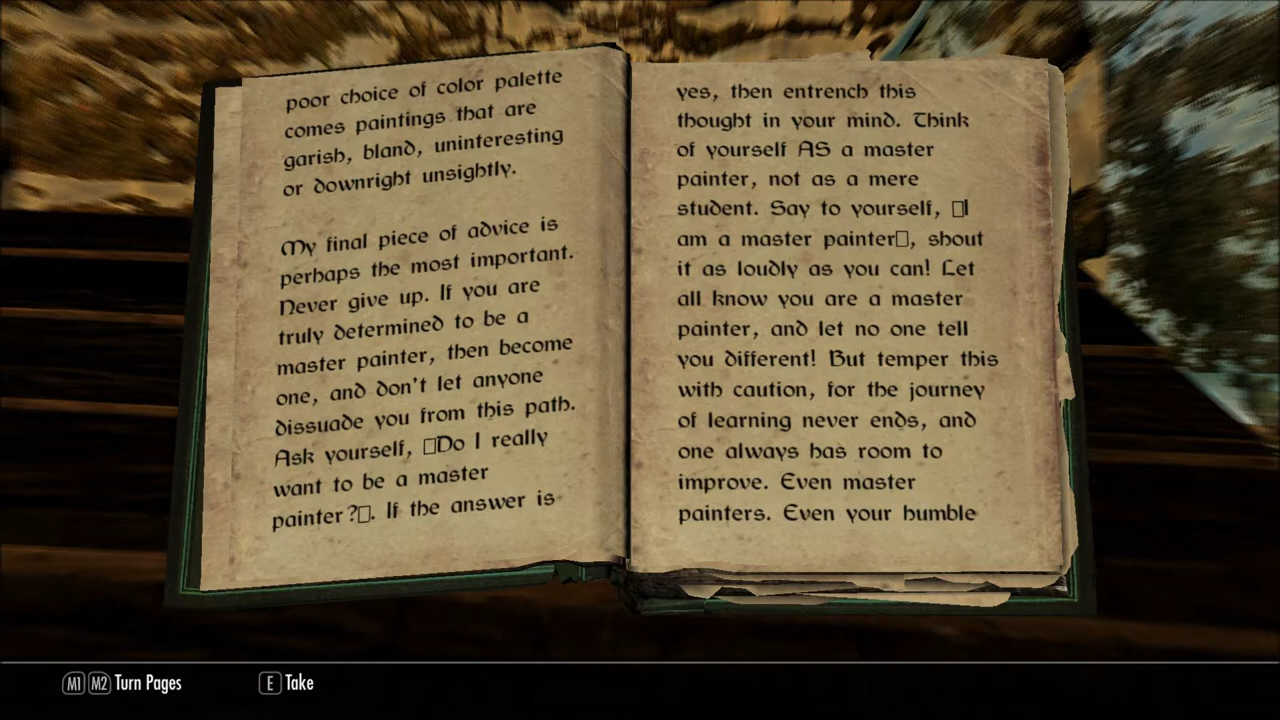 poor choice of color palette
comes paintings that are
garish, bland, uninteresting
or downright unsightly.
My final piece of advice is
perhaps the most important.
Never give up. If you are
truly determined to be a
master painter, then become
one, and don't let anyone
dissuade you from this path.
Ask yourself, □Do I really
want to be a master
painter?□. If the answer is
yes, then entrench this
thought in your mind. Think
of yourself AS a master
painter, not as a mere
student. Say to yourself, □I
am a master painter□, shout
it as loudly as you can! Let
all know you are a master
painter, and let no one tell
you different! But temper this
with caution, for the journey
of learning never ends, and
one always has room to
improve. Even master
painters. Even your humble
M1 M2 Turn Pages
E Take